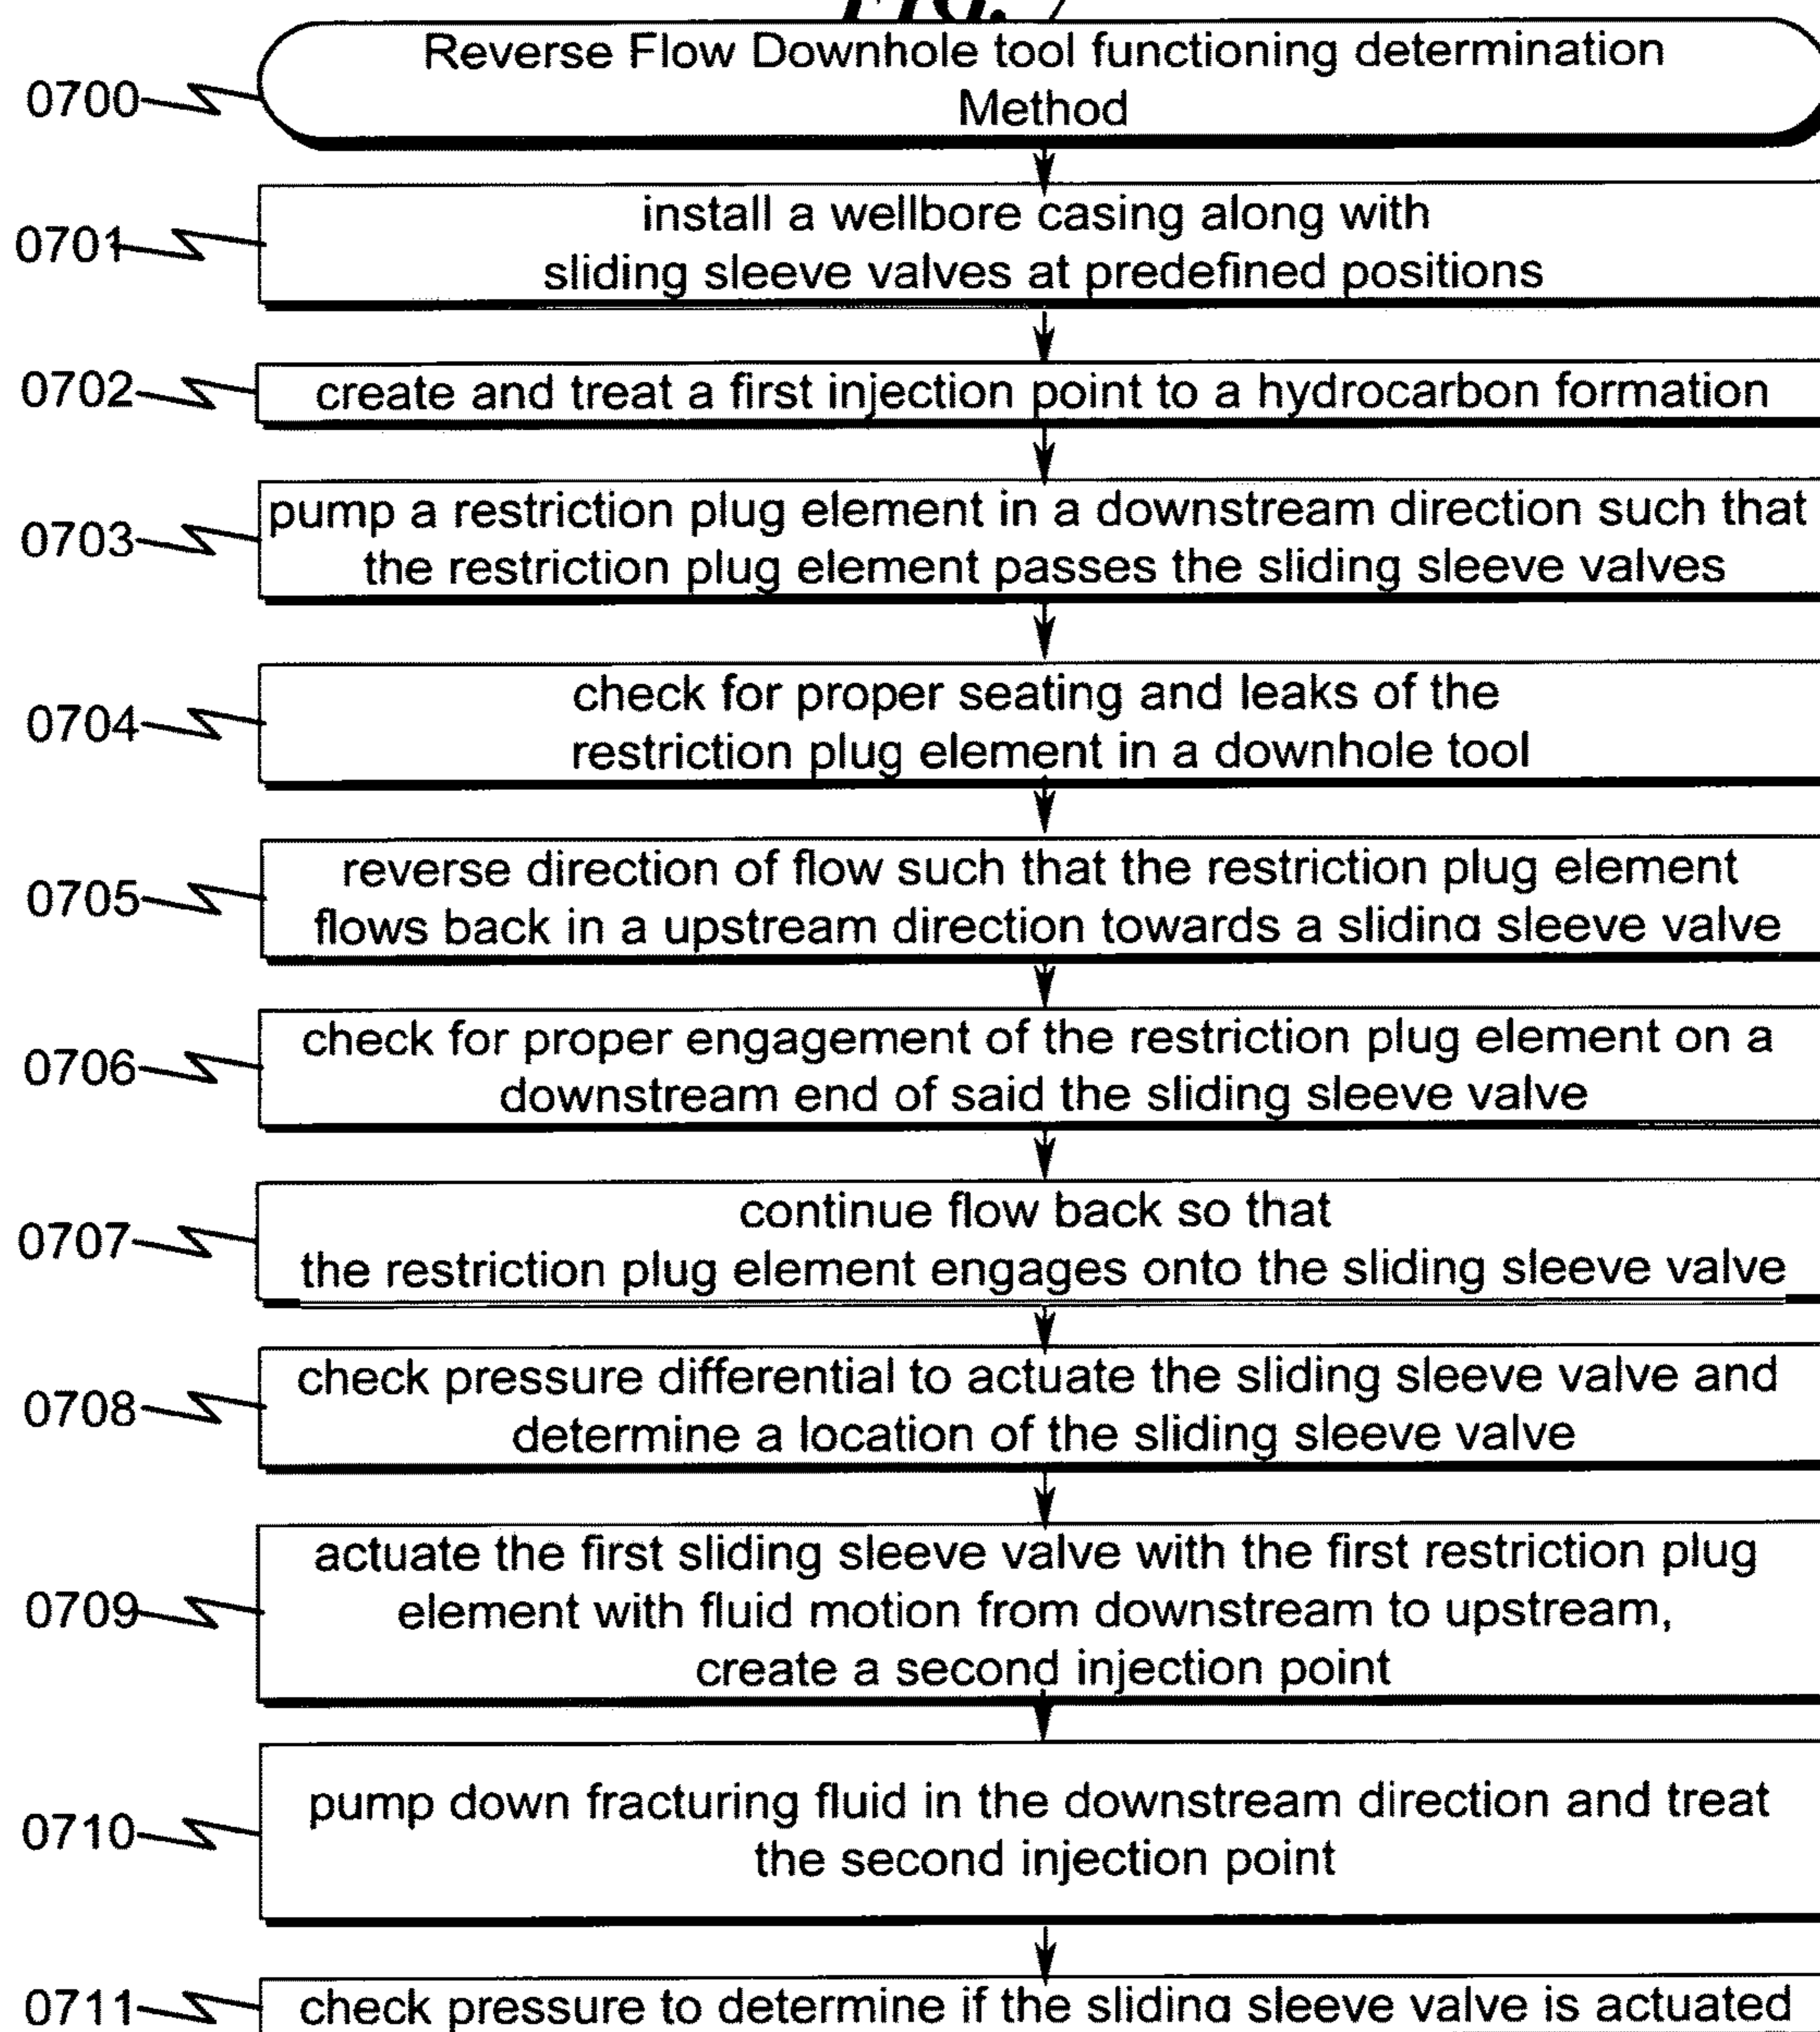 FIG. 7
Reverse Flow Downhole tool functioning determination
Method
0700
install a wellbore casing along with
sliding sleeve valves at predefined positions
0701
create and treat a first injection point to a hydrocarbon formation
0702
pump a restriction plug element in a downstream direction such that
the restriction plug element passes the sliding sleeve valves
0703
check for proper seating and leaks of the
restriction plug element in a downhole tool
0704
reverse direction of flow such that the restriction plug element
flows back in a upstream direction towards a sliding sleeve valve
0705
check for proper engagement of the restriction plug element on a
downstream end of said the sliding sleeve valve
0706
continue flow back so that
the restriction plug element engages onto the sliding sleeve valve
0707
check pressure differential to actuate the sliding sleeve valve and
determine a location of the sliding sleeve valve
0708
actuate the first sliding sleeve valve with the first restriction plug
element with fluid motion from downstream to upstream,
create a second injection point
0709
pump down fracturing fluid in the downstream direction and treat
the second injection point
0710
check pressure to determine if the sliding sleeve valve is actuated
0711